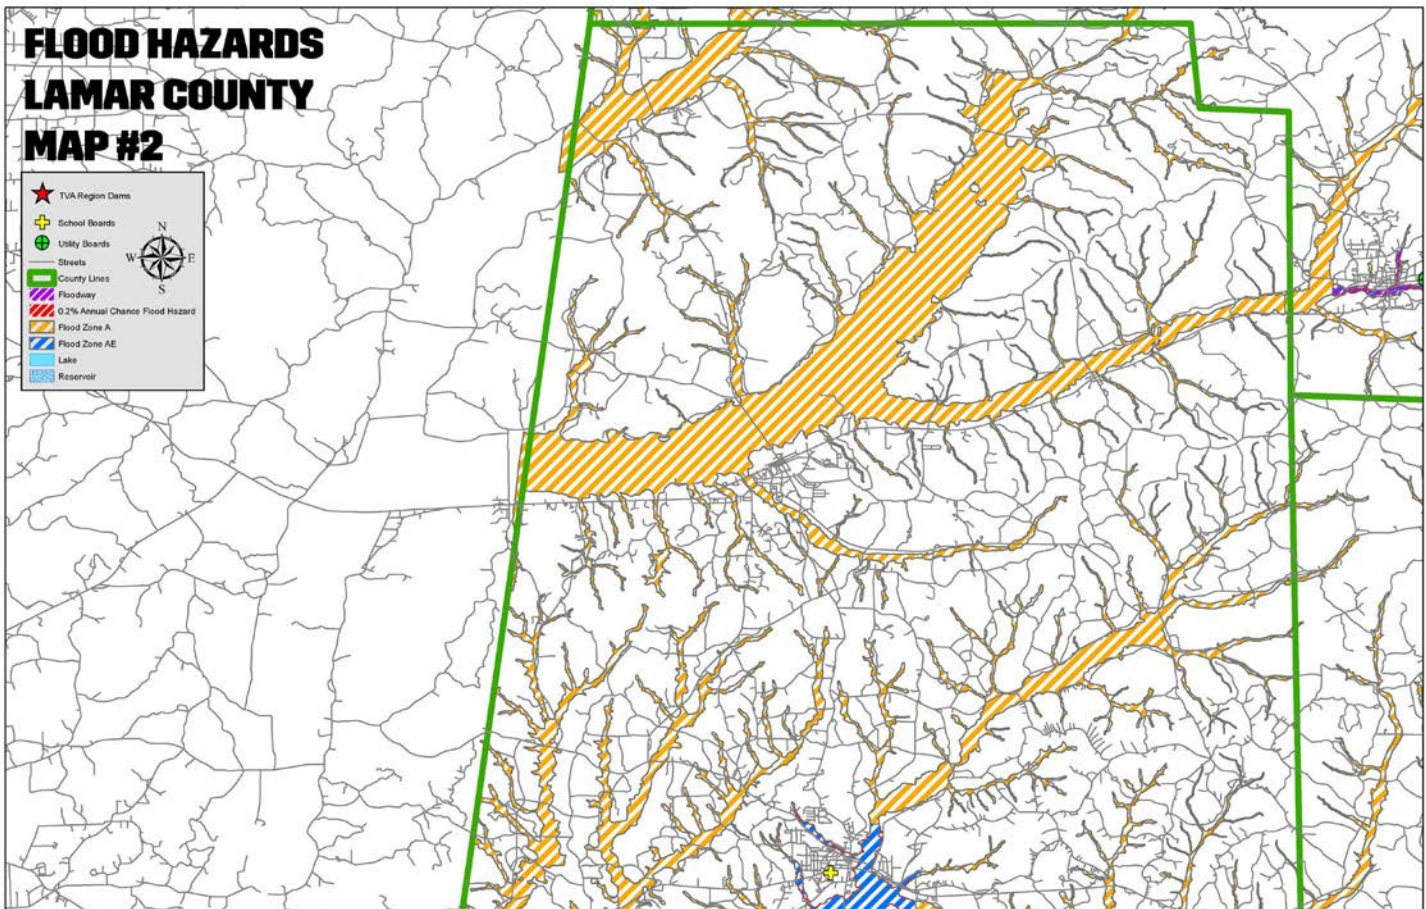 FLOOD HAZARDS
LAMAR COUNTY
MAP #2
TVA Region Dams
School Boards
Utility Boards
Streets
County Lines
Floodway
0.2% Annual Chance Flood Hazard
Flood Zone A
Flood Zone AE
Lake
Reservoir
N
W E
S